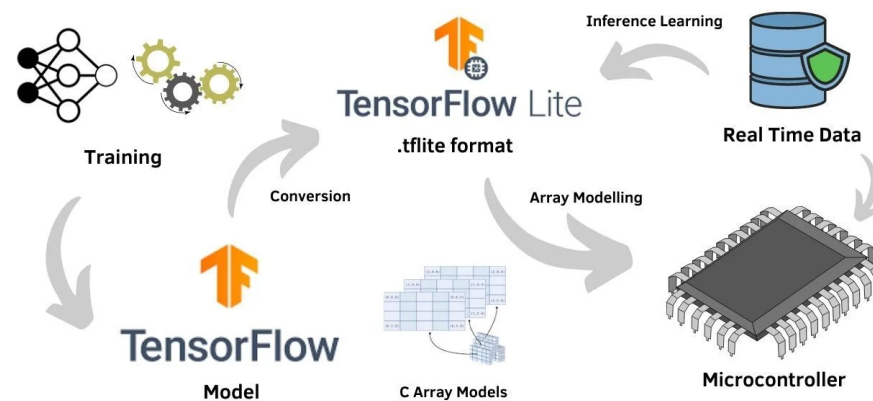 Inference Learning
TensorFlow Lite
.tflite format
Real Time Data
Training
Conversion
Array Modelling
TensorFlow
Model
C Array Models
Microcontroller